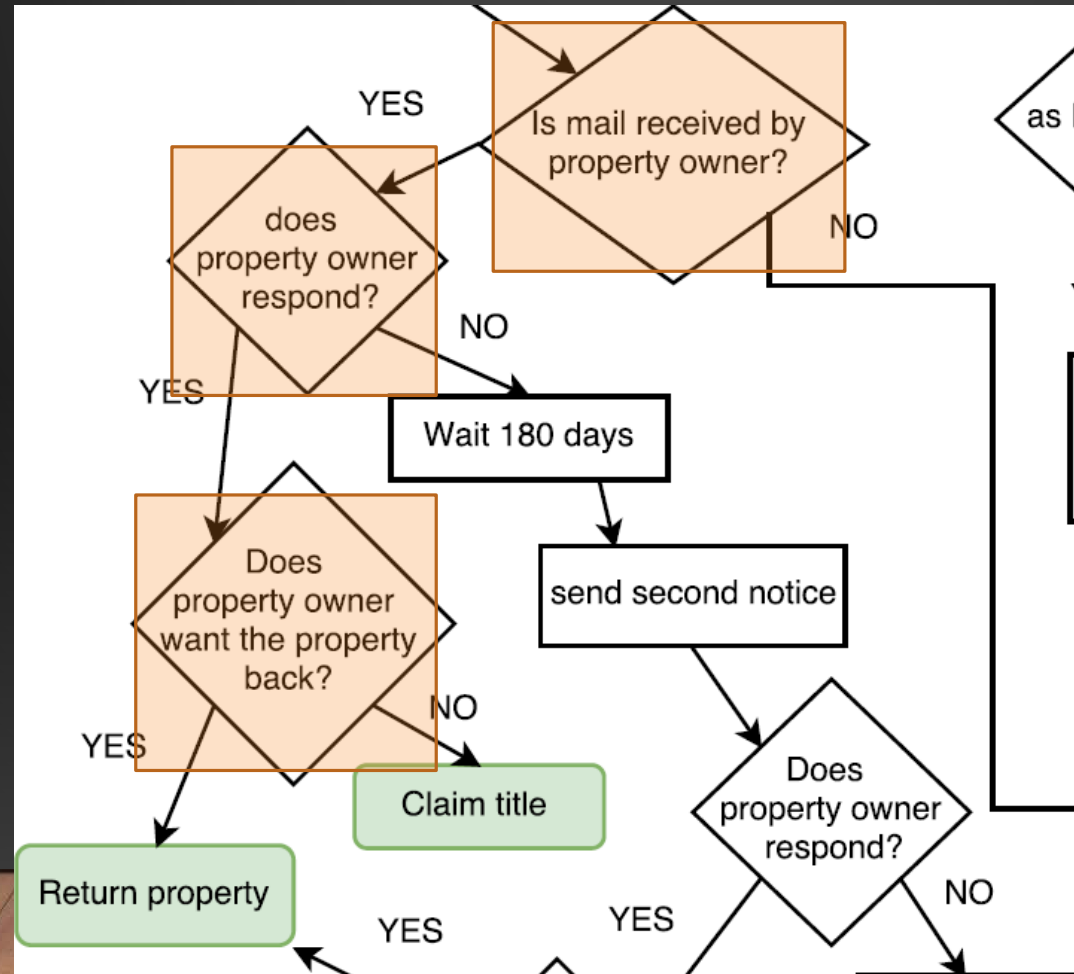 YES
Is mail received by
property owner?
as
NO
does
property owner
respond?
NO
YES
Wait 180 days
Does
property owner
want the property
back?
send second notice
NO
YES
Does
property owner
respond?
Claim title
Return property
NO
YES
YES